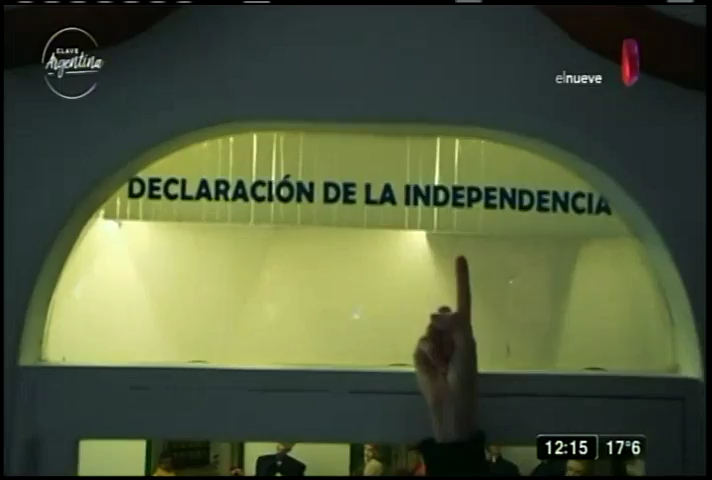 CLAVE
Argentina
elnueve
DECLARACIÓN DE LA INDEPENDENCIA
12:15 17°6